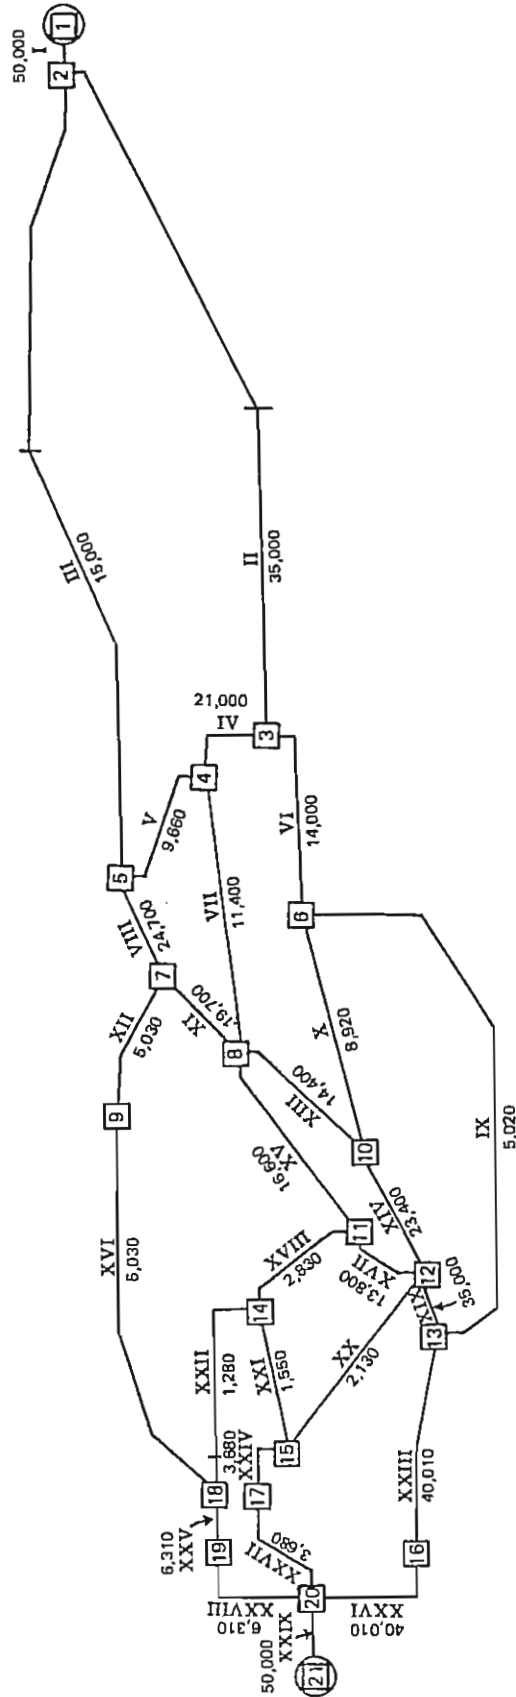 1
50,000
I
2
III
15,000
II
35,000
21,000
IV
3
4
V
9,660
5
VI
14,000
VII
11,400
VIII
24,700
6
7
XII
5,030
XI
19,700
8
X
8,920
9
XIII
14,400
XV
16,600
10
IX
5,020
XIV
23,400
11
XVIII
2,830
XVII
13,800
12
XIX
35,000
13
XVI
14
XX
2,130
XXI
1,550
XXII
1,280
15
3,680
XXIV
17
18
XXIII
40,010
6,310
XXV
19
16
XXVII
3,680
20
XXVIII
6,310
XXVI
40,010
50,000
XXIX
21